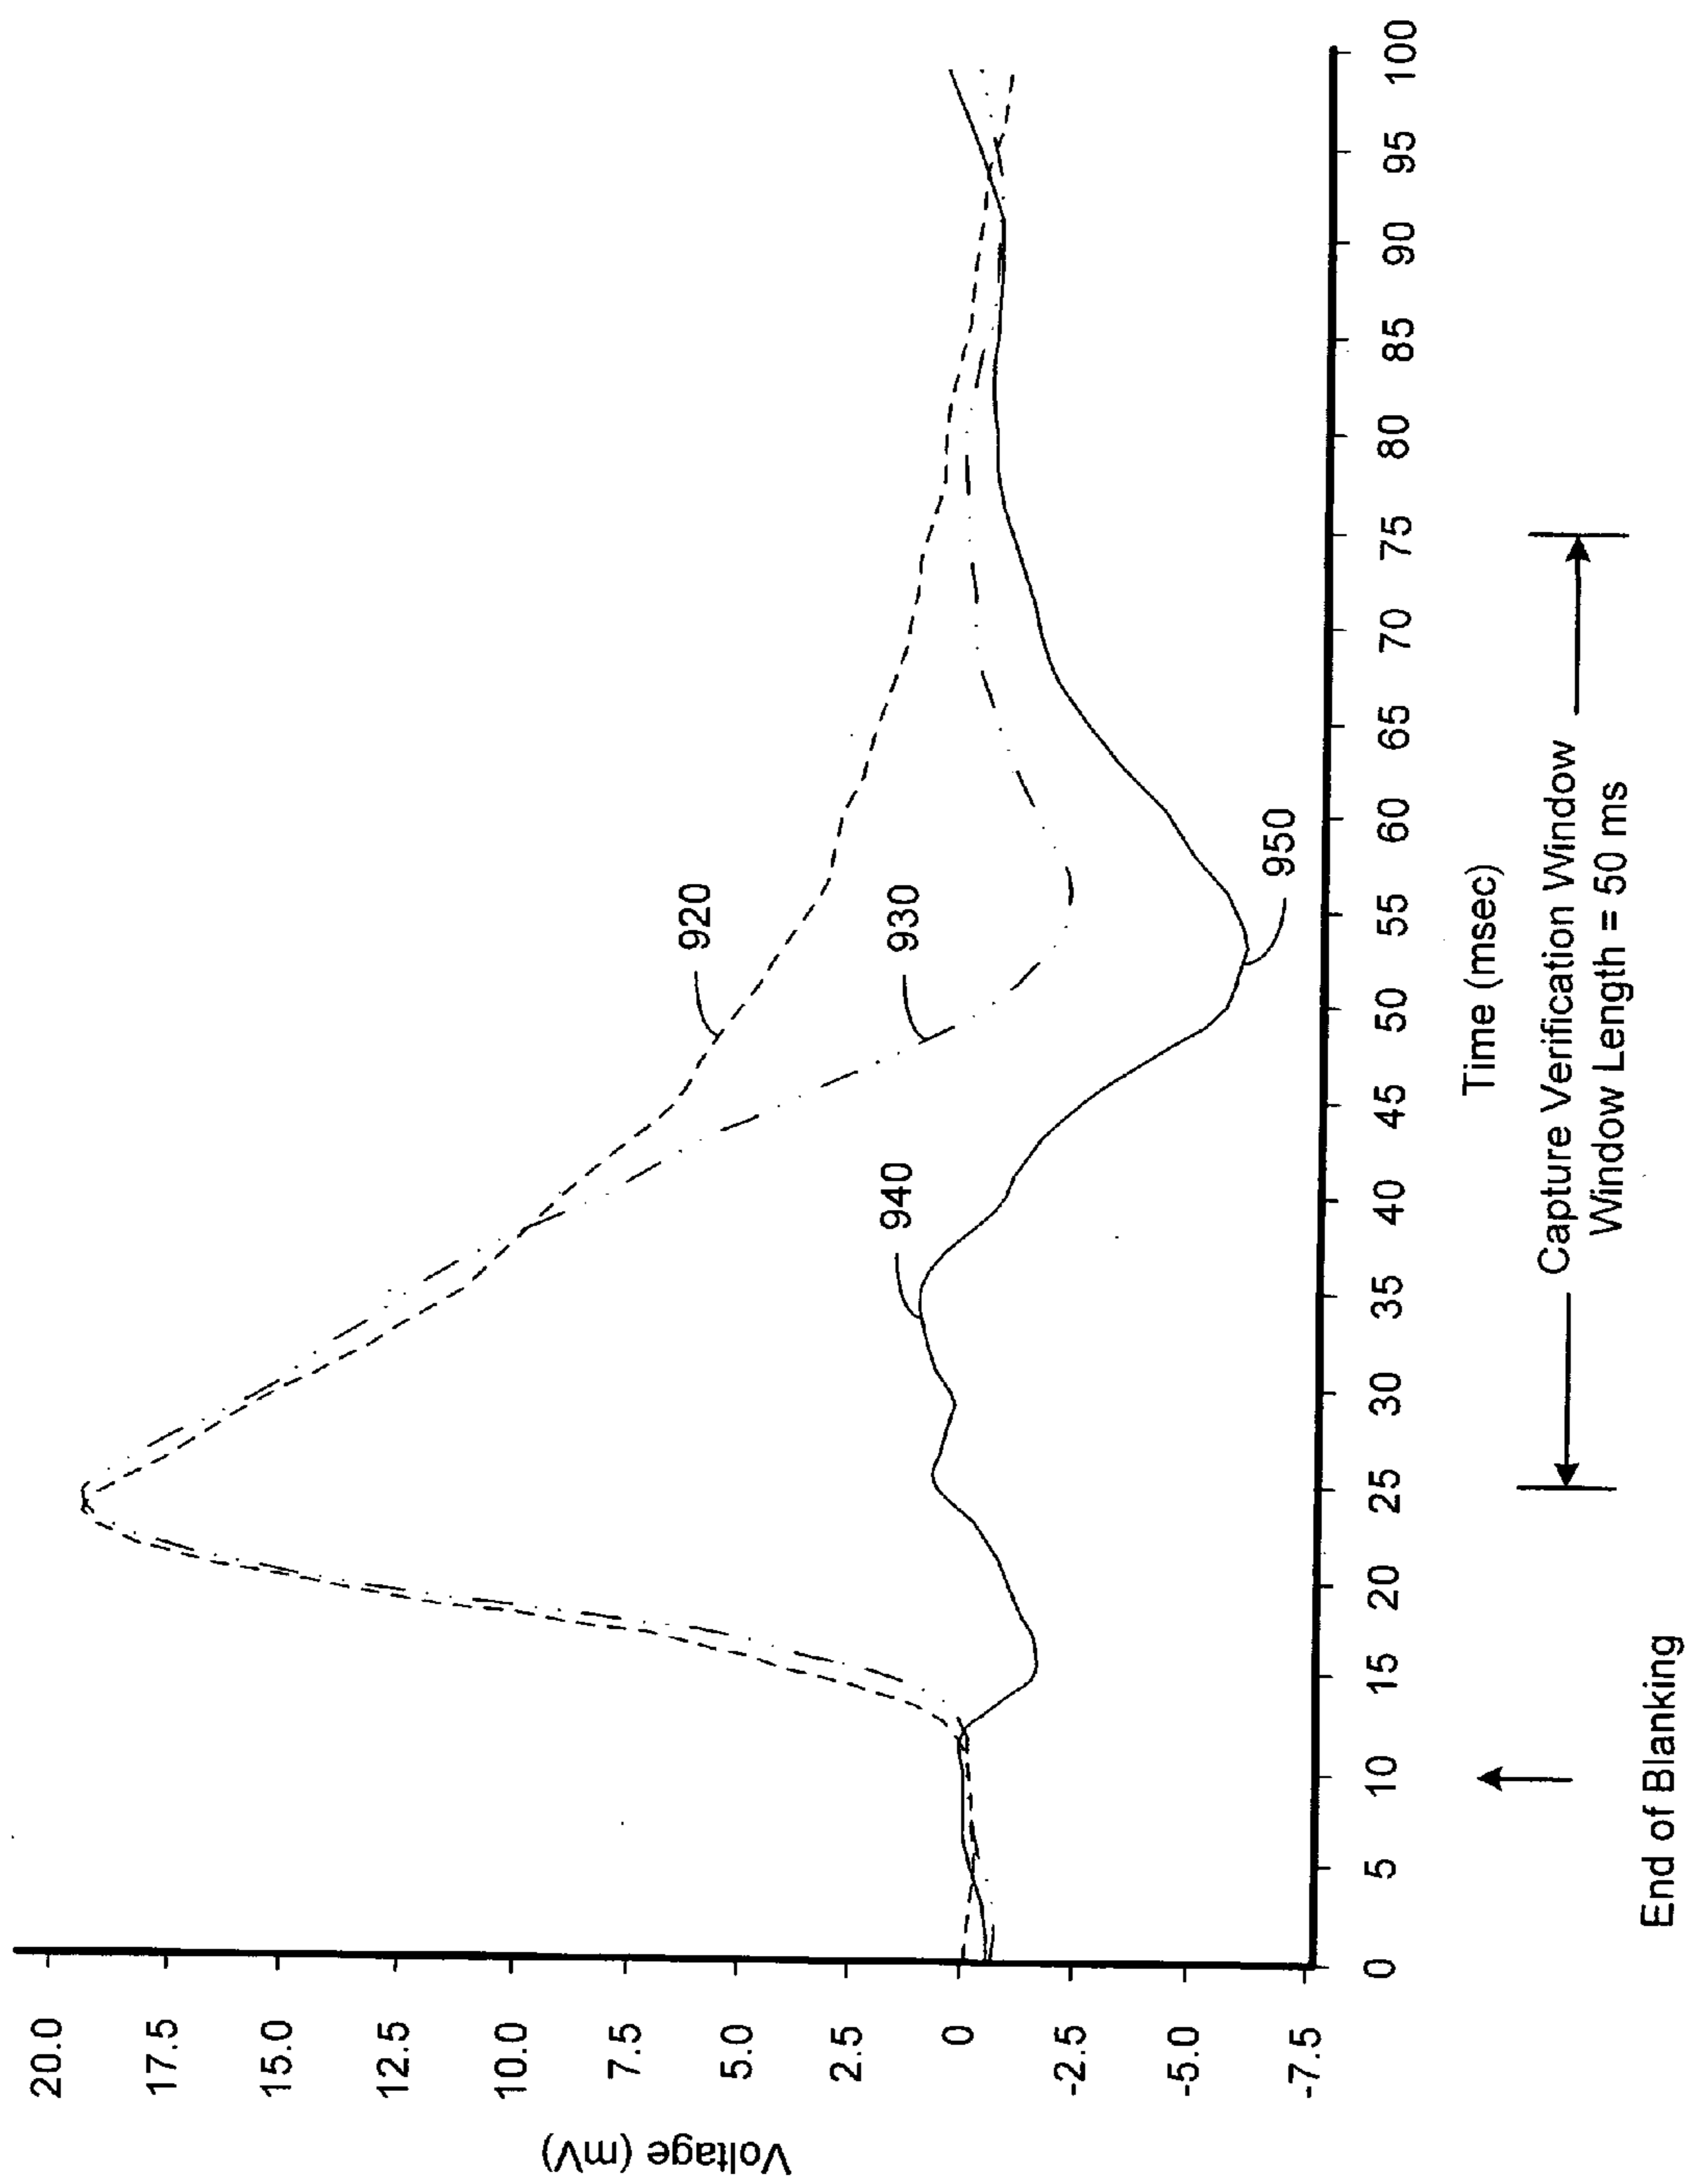 Voltage (mV)
20.0
17.5
15.0
12.5
10.0
7.5
5.0
2.5
0
-2.5
-5.0
-7.5
920
930
940
950
0 5 10 15 20 25 30 35 40 45 50 55 60 65 70 75 80 85 90 95 100
Time (msec)
End of Blanking
Capture Verification Window
Window Length = 50 ms